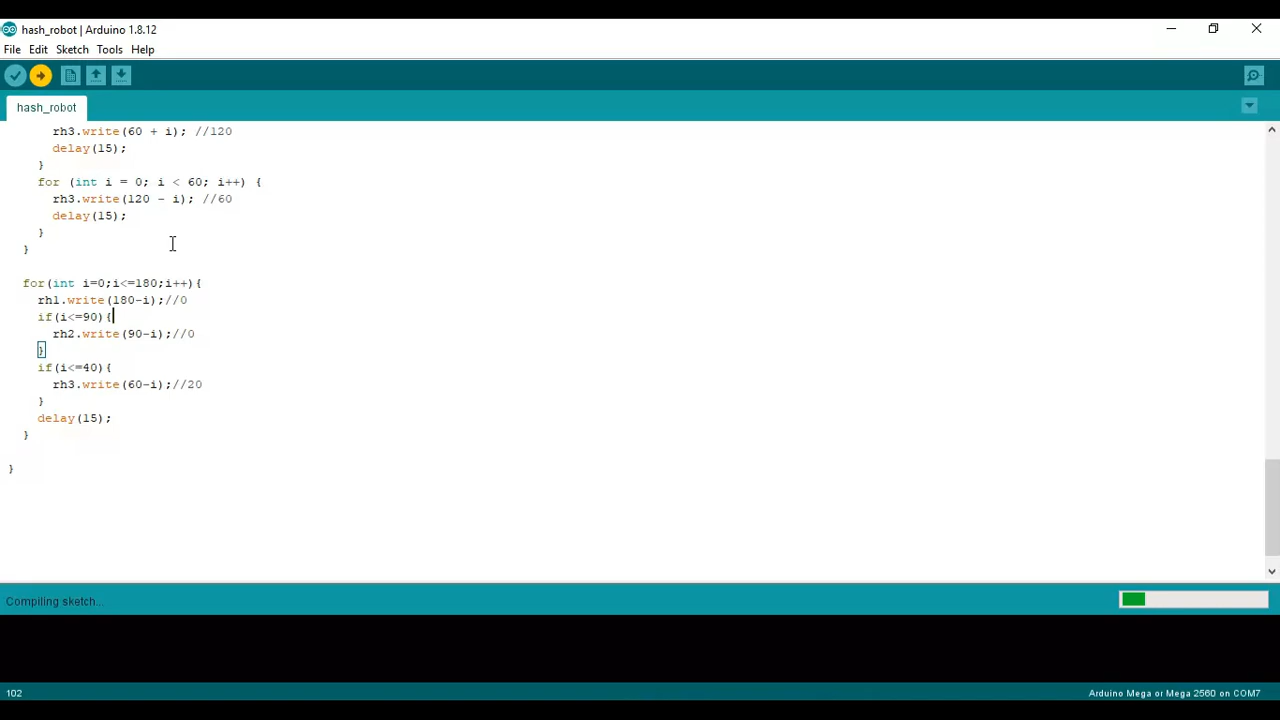 hash_robot | Arduino 1.8.12
File Edit Sketch Tools Help
hash_robot
rh3.write(60 + i); //120
delay(15);
}
for (int i = 0; i < 60; i++) {
rh3.write(120 - i); //60
delay(15);
}
}
for(int i=0;i<=180;i++){
rh1.write(180-i);//0
if(i<=90){
rh2.write(90-i);//0
}
if(i<=40){
rh3.write(60-i);//20
}
delay(15);
}
}
Compiling sketch...
102 Arduino Mega or Mega 2560 on COM7